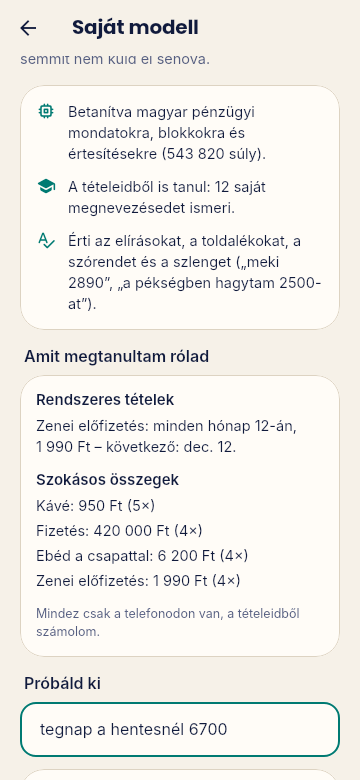 Saját modell
semmit nem küld el sehova.
Betanítva magyar pénzügyi
mondatokra, blokkokra és
értesítésekre (543 820 súly).
A tételeidből is tanul: 12 saját
megnevezésedet ismeri.
Érti az elírásokat, a toldalékokat, a
szórendet és a szlenget („meki
2890”, „a pékségben hagytam 2500-
at”).
Amit megtanultam rólad
Rendszeres tételek
Zenei előfizetés: minden hónap 12-án,
1 990 Ft – következő: dec. 12.
Szokásos összegek
Kávé: 950 Ft (5×)
Fizetés: 420 000 Ft (4×)
Ebéd a csapattal: 6 200 Ft (4×)
Zenei előfizetés: 1 990 Ft (4×)
Mindez csak a telefonodon van, a tételeidből
számolom.
Próbáld ki
tegnap a hentesnél 6700